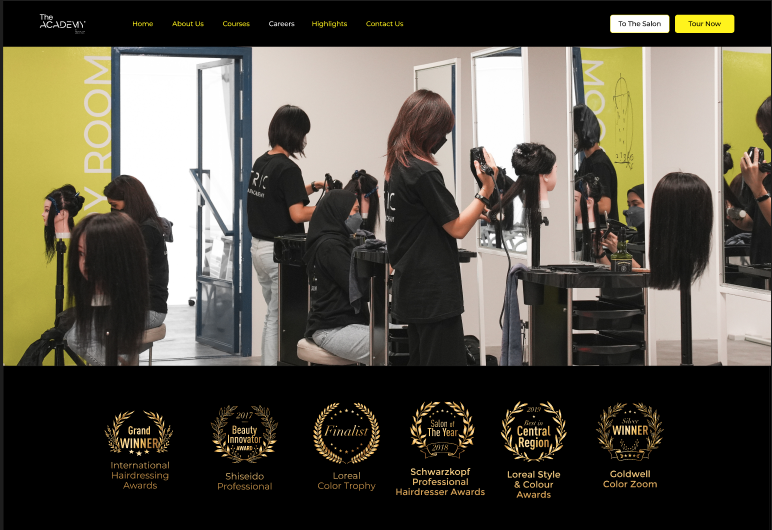 The
ACADEMY
Home
About Us
Courses
Careers
Highlights
Contact Us
To The Salon
Tour Now
Y ROOM
Grand
WINNER
International
Hairdressing
Awards
2017
Beauty
Innovator
AWARD
Shiseido
Professional
Finalist
Loreal
Color Trophy
Salon of
The Year
2018
Schwarzkopf
Professional
Hairdresser Awards
2019
Best in
Central
Region
Loreal Style
& Colour
Awards
Silver
WINNER
Goldwell
Color Zoom